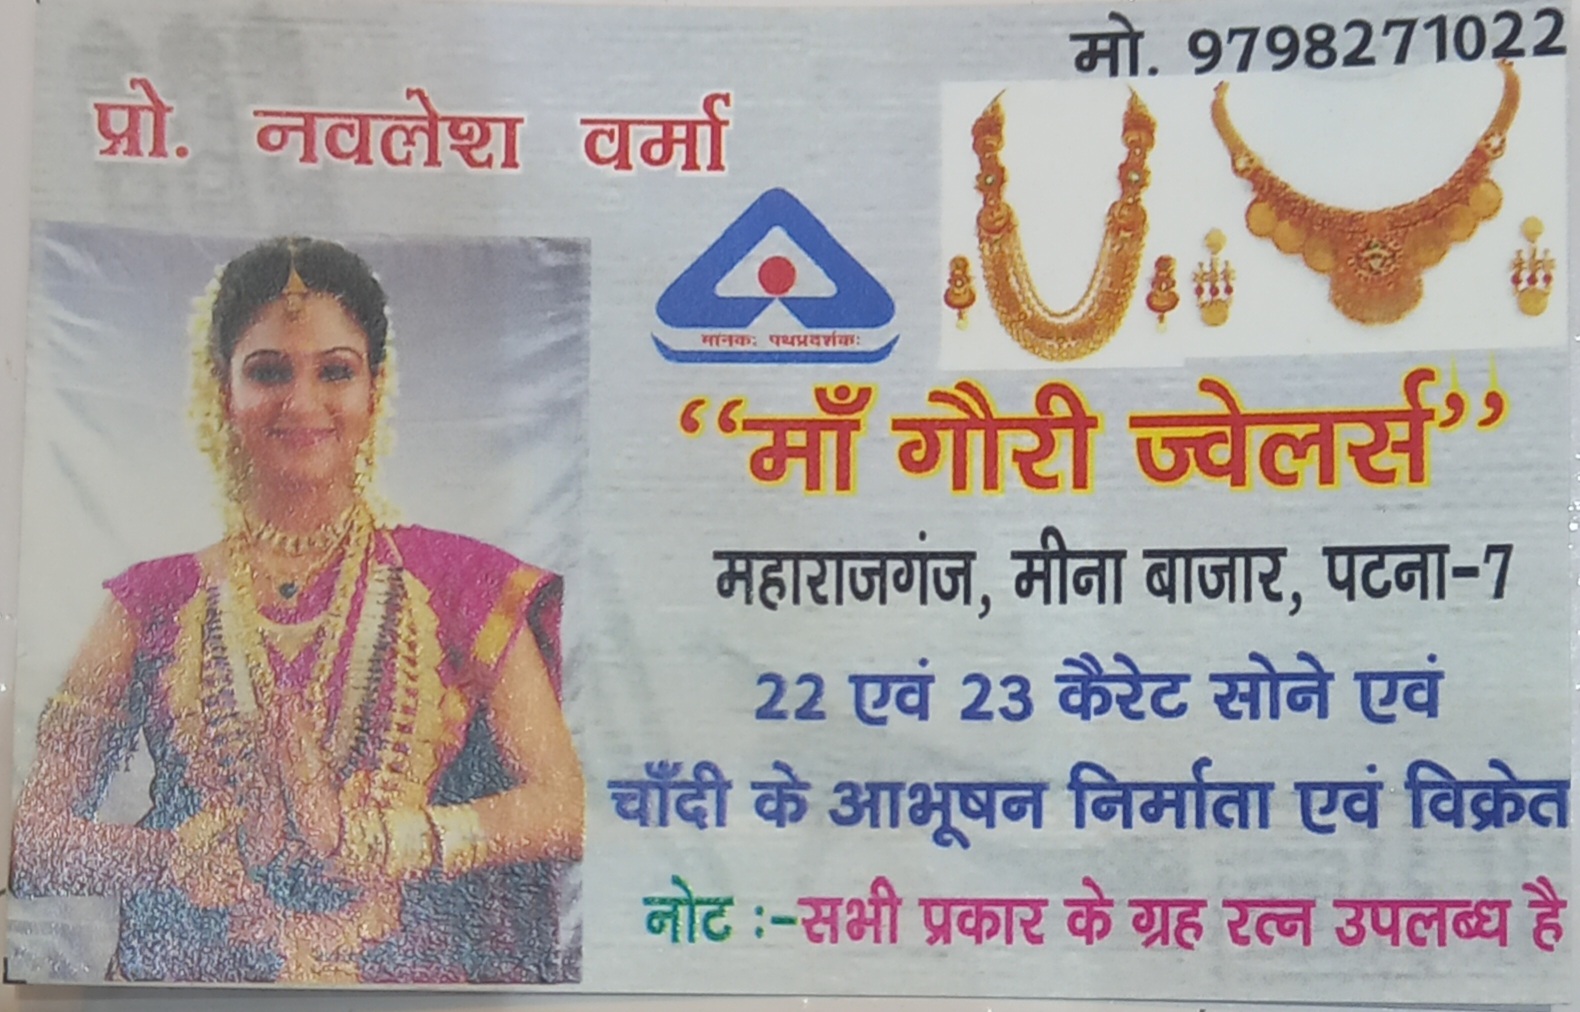 मो. 9798271022
प्रो. नवलेश वर्मा
मानकः पथप्रदर्शकः
“माँ गौरी ज्वेलर्स”
महाराजगंज, मीना बाजार, पटना-7
22 एवं 23 कैरेट सोने एवं
चाँदी के आभूषन निर्माता एवं विक्रेत
नोट :-सभी प्रकार के ग्रह रत्न उपलब्ध है